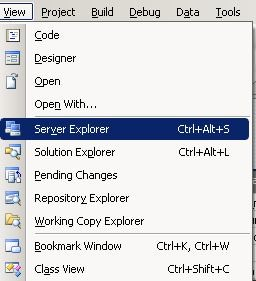 View Project Build Debug Data Tools
Code
Designer
Open
Open With...
Server Explorer Ctrl+Alt+S
Solution Explorer Ctrl+Alt+L
Pending Changes
Repository Explorer
Working Copy Explorer
Bookmark Window Ctrl+K, Ctrl+W
Class View Ctrl+Shift+C